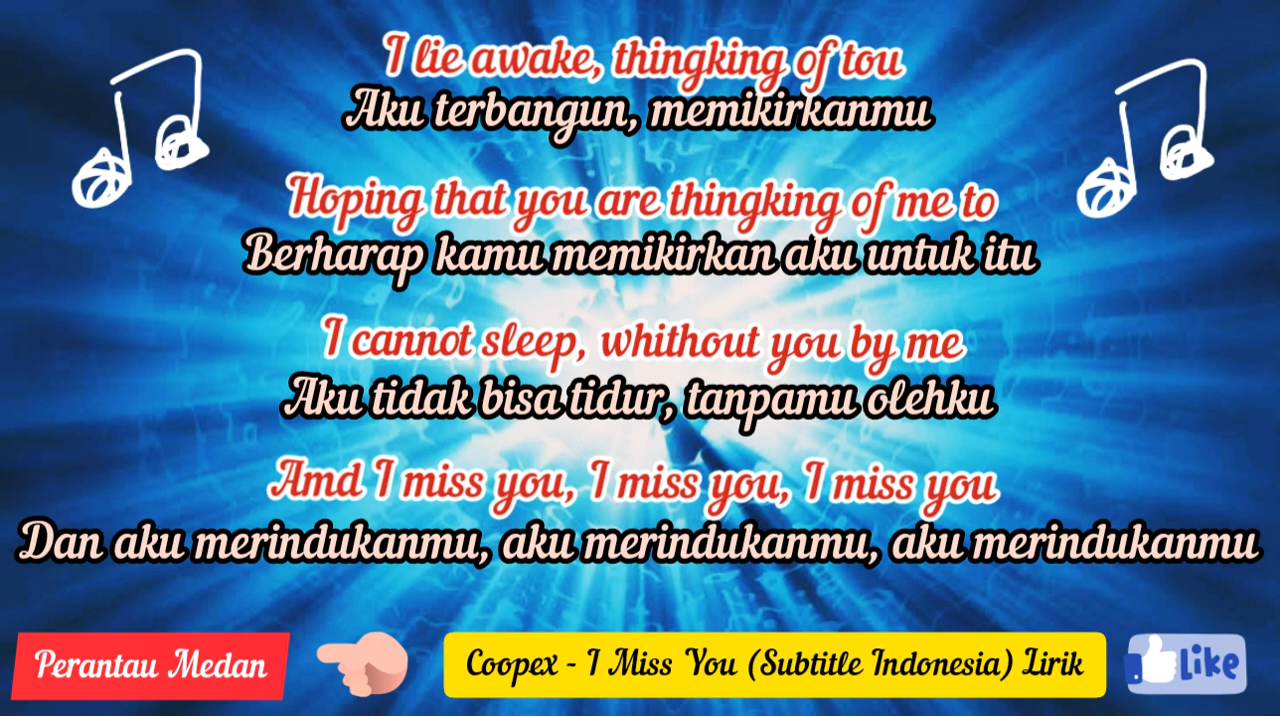 I lie awake, thingking of tou
Aku terbangun, memikirkanmu
Hoping that you are thingking of me to
Berharap kamu memikirkan aku untuk itu
I cannot sleep, whithout you by me
Aku tidak bisa tidur, tanpamu olehku
Amd I miss you, I miss you, I miss you
Dan aku merindukanmu, aku merindukanmu, aku merindukanmu
Perantau Medan
Coopex - I Miss You (Subtitle Indonesia) Lirik
Like